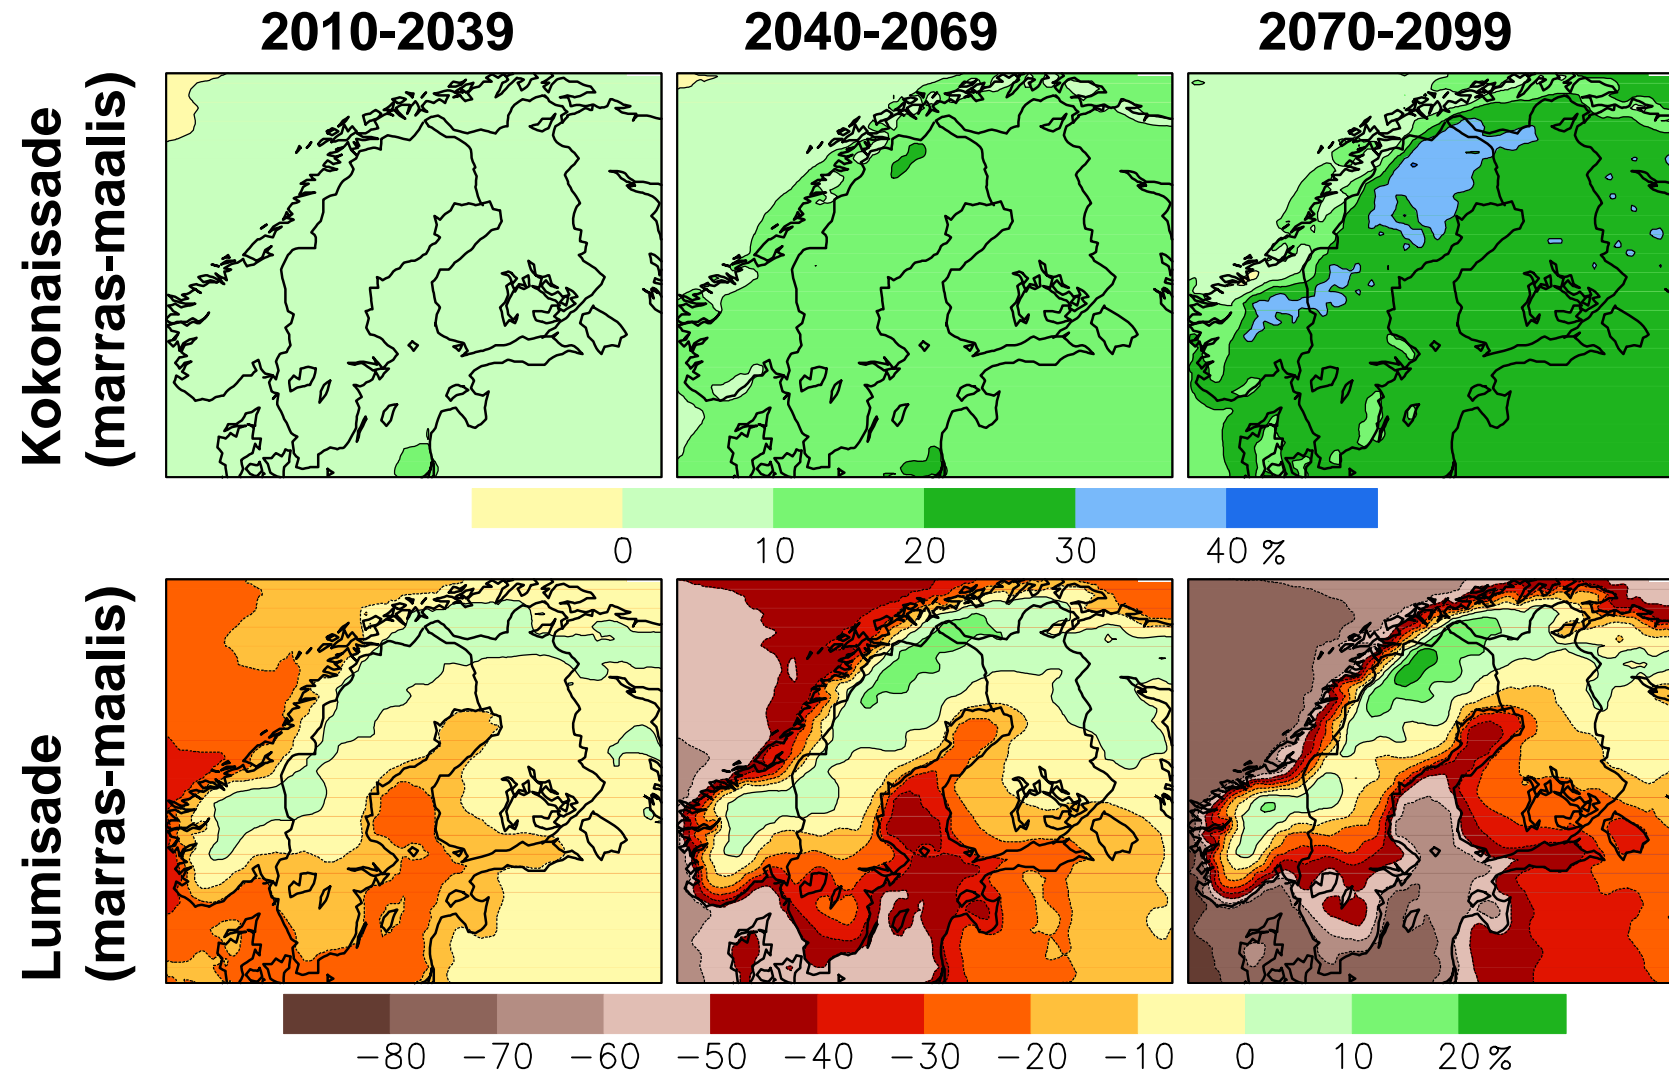 2010-2039 2040-2069 2070-2099
Kokonaissade
(marras-maalis)
0 10 20 30 40 %
Lumisade
(marras-maalis)
−80 −70 −60 −50 −40 −30 −20 −10 0 10 20%